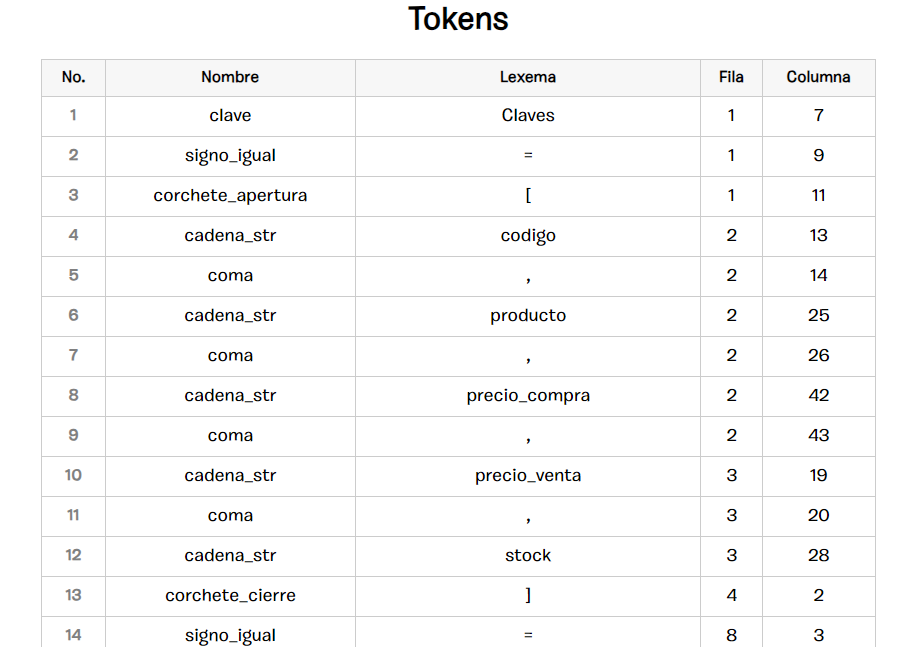 Tokens
No. Nombre Lexema Fila Columna
1 clave Claves 1 7
2 signo_igual = 1 9
3 corchete_apertura [ 1 11
4 cadena_str codigo 2 13
5 coma , 2 14
6 cadena_str producto 2 25
7 coma , 2 26
8 cadena_str precio_compra 2 42
9 coma , 2 43
10 cadena_str precio_venta 3 19
11 coma , 3 20
12 cadena_str stock 3 28
13 corchete_cierre ] 4 2
14 signo_igual = 8 3